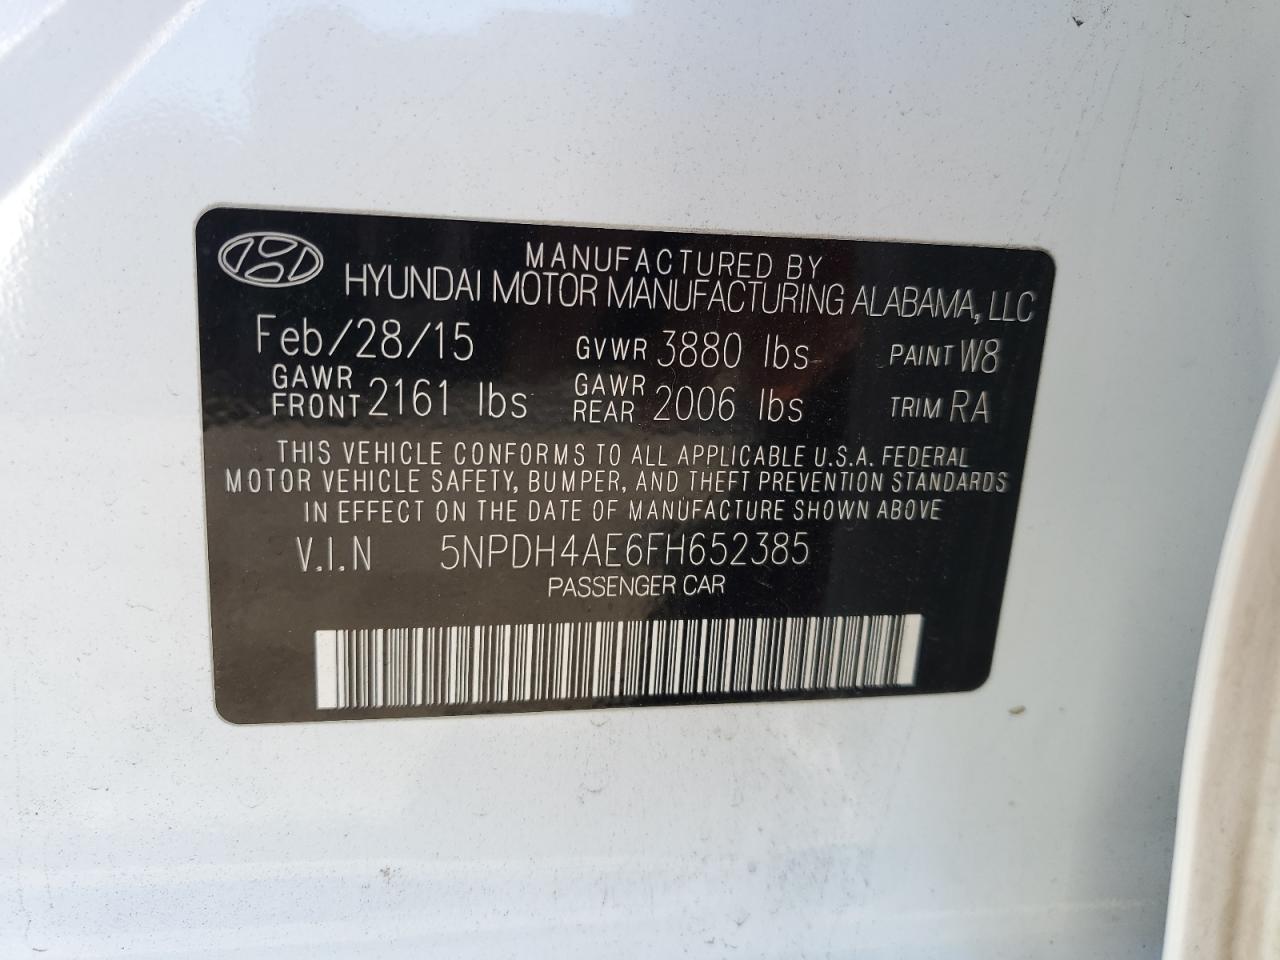 MANUFACTURED BY
HYUNDAI MOTOR MANUFACTURING ALABAMA, LLC
Feb/28/15 GVWR 3880 lbs PAINT W8
GAWR FRONT 2161 lbs GAWR REAR 2006 lbs TRIM RA
THIS VEHICLE CONFORMS TO ALL APPLICABLE U.S.A. FEDERAL
MOTOR VEHICLE SAFETY, BUMPER, AND THEFT PREVENTION STANDARDS
IN EFFECT ON THE DATE OF MANUFACTURE SHOWN ABOVE
V.I.N 5NPDH4AE6FH652385
PASSENGER CAR